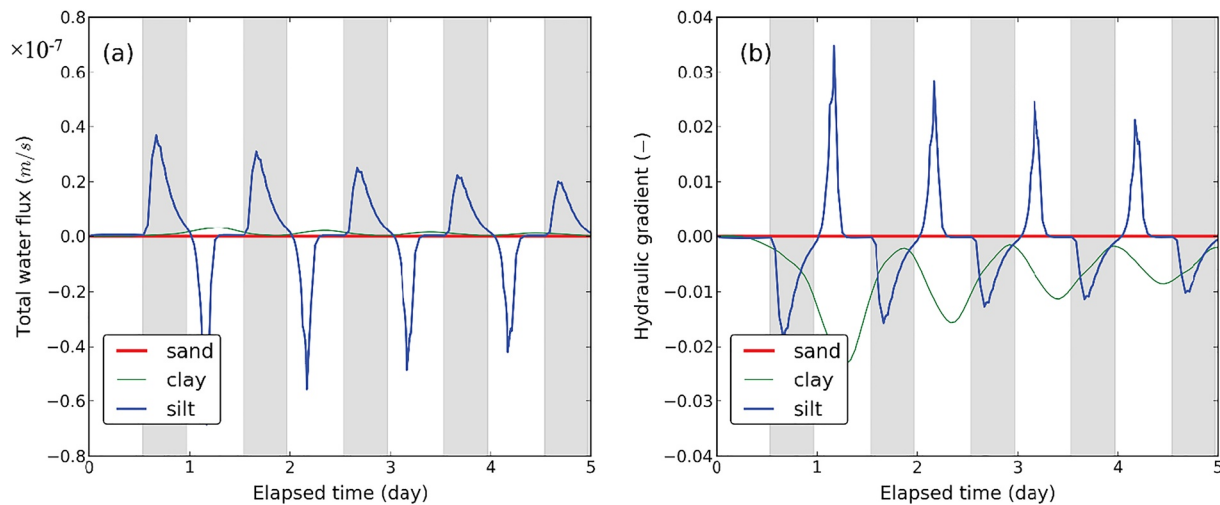 ×10-7
(a)
0.8
0.6
0.4
0.2
0.0
−0.2
−0.4
−0.6
−0.8
Total water flux (m/s)
sand
clay
silt
0 1 2 3 4 5
Elapsed time (day)
(b)
0.04
0.03
0.02
0.01
0.00
−0.01
−0.02
−0.03
−0.04
Hydraulic gradient (−)
sand
clay
silt
0 1 2 3 4 5
Elapsed time (day)